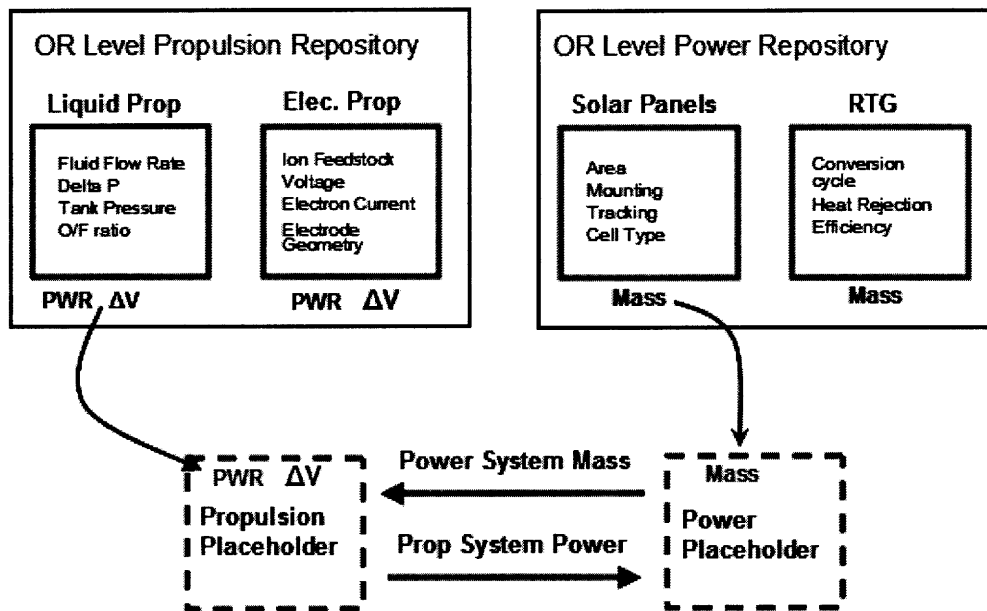 OR Level Propulsion Repository
Liquid Prop
Fluid Flow Rate
Delta P
Tank Pressure
O/F ratio
PWR ΔV
Elec. Prop
Ion Feedstock
Voltage
Electron Current
Electrode
Geometry
PWR ΔV
OR Level Power Repository
Solar Panels
Area
Mounting
Tracking
Cell Type
Mass
RTG
Conversion
cycle
Heat Rejection
Efficiency
Mass
PWR ΔV
Propulsion
Placeholder
Power System Mass
Prop System Power
Mass
Power
Placeholder